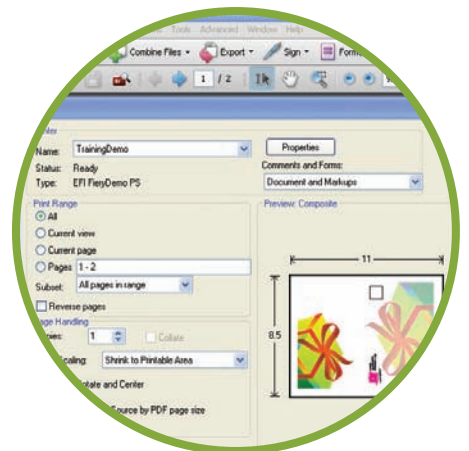 Tools Advanced Window Help
Combine Files Export Sign Form
1 / 2
Name: TrainingDemo Properties
Status: Ready Comments and Forms:
Type: EFI FieryDemo PS Document and Markups
Print Range Preview: Composite
All
Current view
Current page
Pages 1 - 2
Subset: All pages in range
Reverse pages
Page Handling
1 Collate
Shrink to Printable Area
and Center
Source by PDF page size
11
8.5